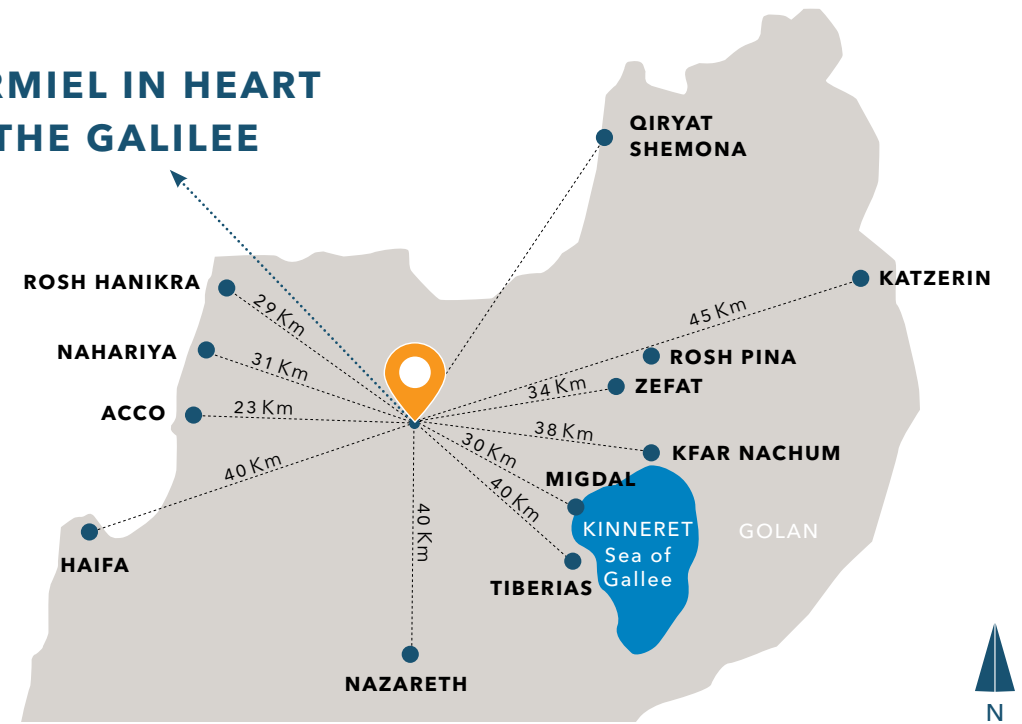 RMIEL IN HEART
THE GALILEE
QIRYAT
SHEMONA
ROSH HANIKRA
29 Km
KATZERIN
45 Km
NAHARIYA
31 Km
ROSH PINA
ZEFAT
34 Km
ACCO
23 Km
38 Km
KFAR NACHUM
30 Km
MIGDAL
40 Km
40 Km
40 Km
KINNERET
Sea of
Gallee
GOLAN
HAIFA
TIBERIAS
NAZARETH
N